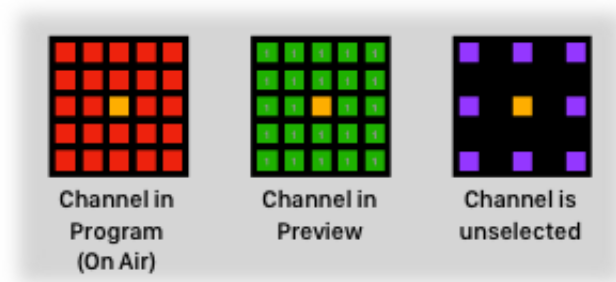 Channel in
Program
(On Air)
Channel in
Preview
Channel is
unselected